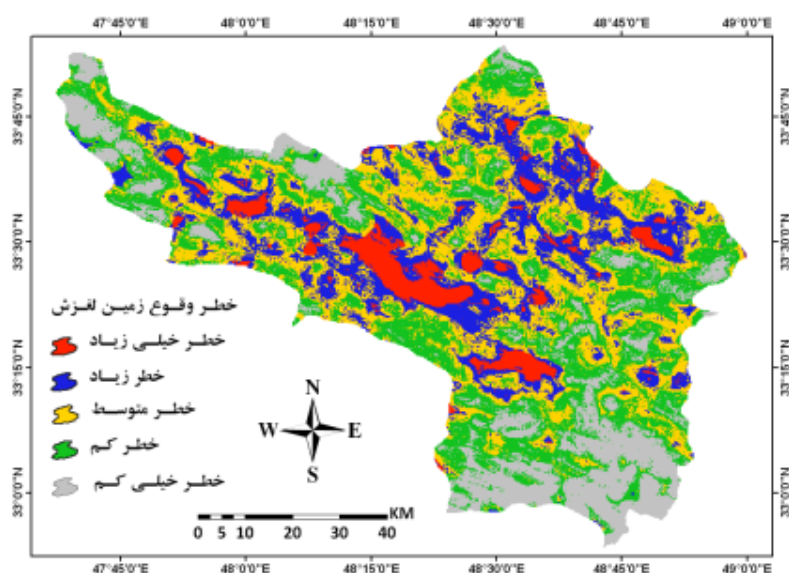 47°45'0"E 48°0'0"E 48°15'0"E 48°30'0"E 48°45'0"E 49°0'0"E
33°45'0"N 33°45'0"N
33°30'0"N 33°30'0"N
33°15'0"N 33°15'0"N
33°0'0"N 33°0'0"N
خطر وقوع زمین لغزش
خطر خیلی زیاد
خطر زیاد
خطر متوسط
خطر کم
خطر خیلی کم
N
W E
S
KM
0 5 10 20 30 40
47°45'0"E 48°0'0"E 48°15'0"E 48°30'0"E 48°45'0"E 49°0'0"E